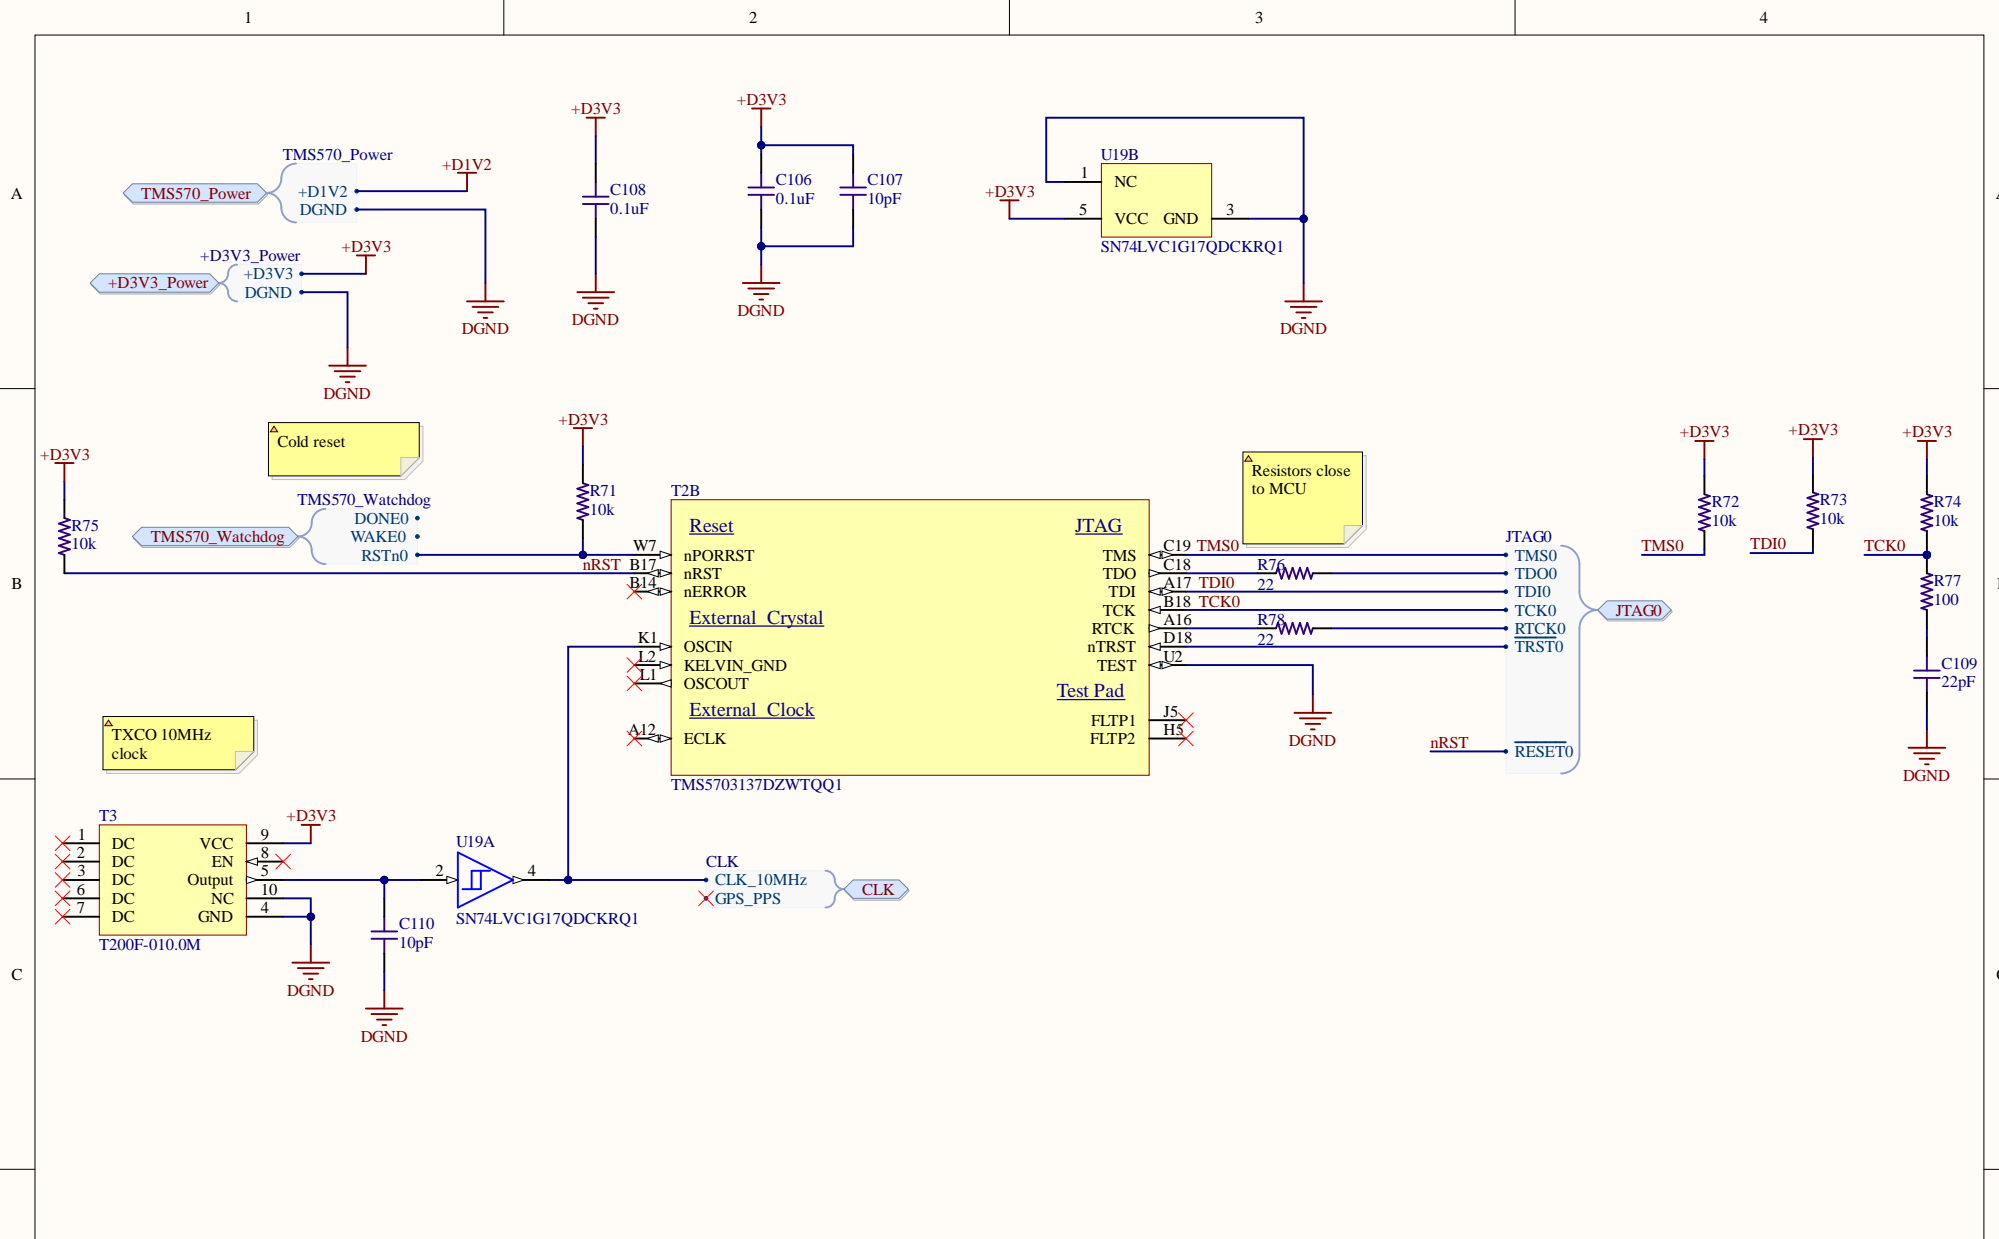 1
2
3
4
A
TMS570_Power
TMS570_Power
+D1V2
DGND
+D1V2
DGND
+D3V3_Power
+D3V3_Power
+D3V3
DGND
+D3V3
DGND
+D3V3
C108
0.1uF
DGND
+D3V3
C106
0.1uF
C107
10pF
DGND
U19B
+D3V3
1
NC
5
VCC
GND
3
SN74LVC1G17QDCKRQ1
DGND
B
Cold reset
+D3V3
R75
10k
TMS570_Watchdog
TMS570_Watchdog
DONE0
WAKE0
RSTn0
+D3V3
R71
10k
nRST
T2B
Reset
W7
nPORRST
B17
nRST
B14
nERROR
External Crystal
K1
OSCIN
L2
KELVIN_GND
L1
OSCOUT
External Clock
A12
ECLK
JTAG
TMS
C19
TMS0
TDO
C18
R76
22
TDI
A17
TDI0
TCK
B18
TCK0
RTCK
A16
R78
22
nTRST
D18
TEST
U2
Test Pad
FLTP1
J5
FLTP2
H5
TMS5703137DZWTQQ1
DGND
Resistors close
to MCU
JTAG0
TMS0
TDO0
TDI0
TCK0
RTCK0
TRST0
nRST
RESET0
JTAG0
+D3V3
R72
10k
TMS0
+D3V3
R73
10k
TDI0
+D3V3
R74
10k
TCK0
R77
100
C109
22pF
DGND
TXCO 10MHz
clock
C
T3
+D3V3
1
DC
VCC
9
2
DC
EN
8
3
DC
Output
5
6
DC
NC
10
7
DC
GND
4
T200F-010.0M
DGND
C110
10pF
DGND
U19A
2
4
SN74LVC1G17QDCKRQ1
CLK
CLK_10MHz
GPS_PPS
CLK